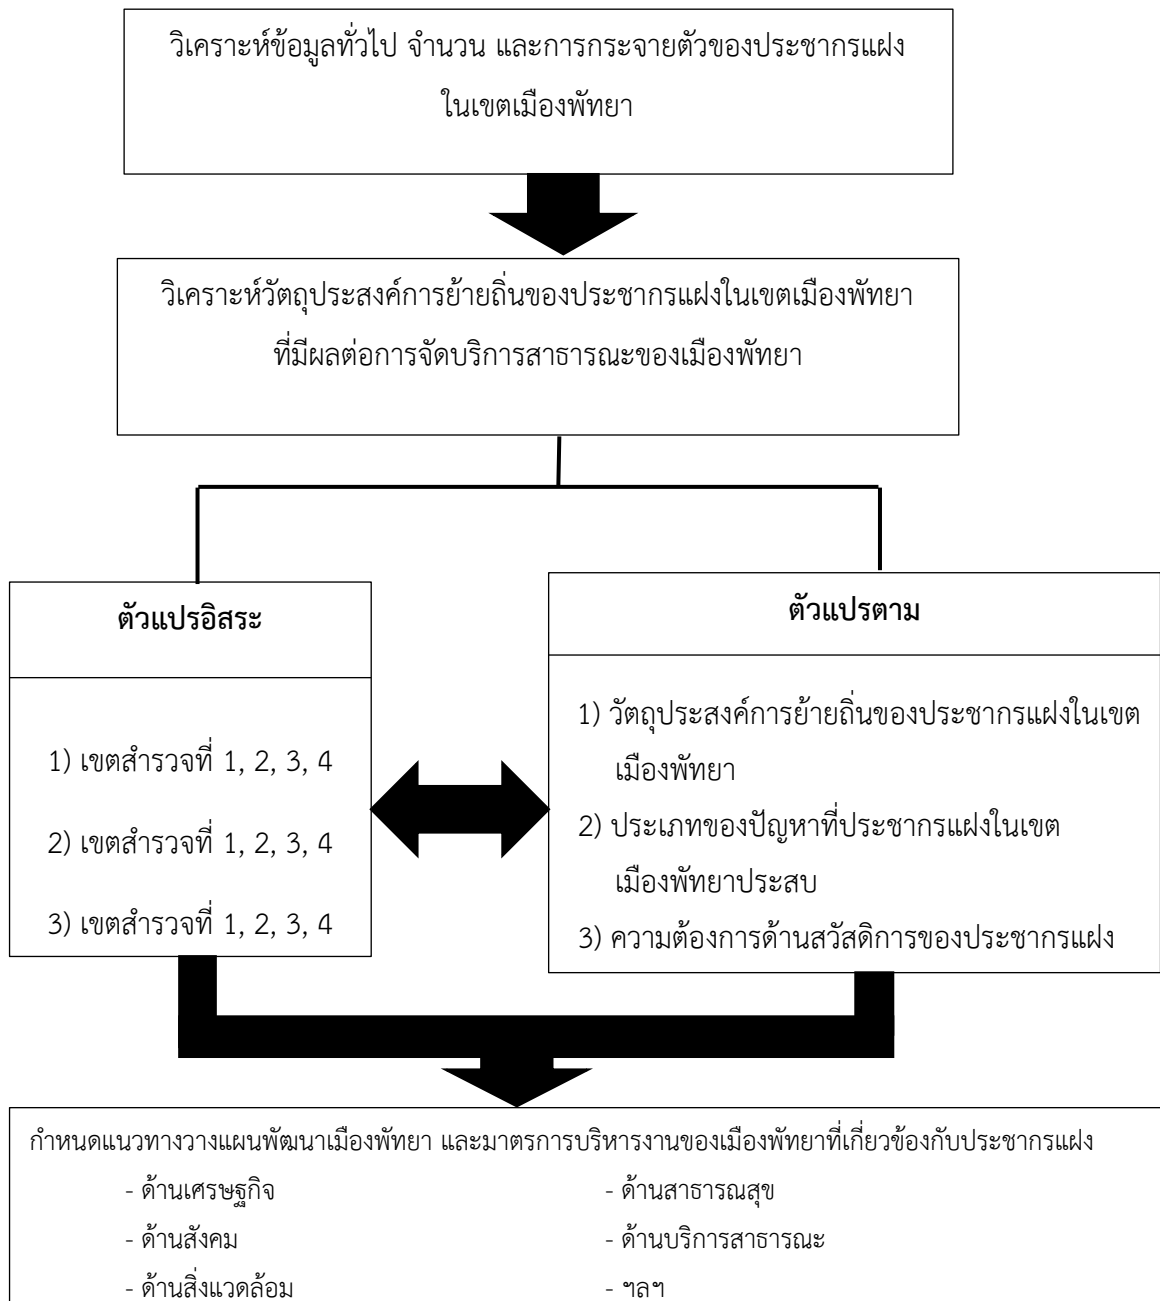 วิเคราะห์ข้อมูลทั่วไป จำนวน และการกระจายตัวของประชากรแฝง
ในเขตเมืองพัทยา
วิเคราะห์วัตถุประสงค์การย้ายถิ่นของประชากรแฝงในเขตเมืองพัทยา
ที่มีผลต่อการจัดบริการสาธารณะของเมืองพัทยา
ตัวแปรอิสระ
1) เขตสำรวจที่ 1, 2, 3, 4
2) เขตสำรวจที่ 1, 2, 3, 4
3) เขตสำรวจที่ 1, 2, 3, 4
ตัวแปรตาม
1) วัตถุประสงค์การย้ายถิ่นของประชากรแฝงในเขต
เมืองพัทยา
2) ประเภทของปัญหาที่ประชากรแฝงในเขต
เมืองพัทยาประสบ
3) ความต้องการด้านสวัสดิการของประชากรแฝง
กำหนดแนวทางวางแผนพัฒนาเมืองพัทยา และมาตรการบริหารงานของเมืองพัทยาที่เกี่ยวข้องกับประชากรแฝง
- ด้านเศรษฐกิจ
- ด้านสังคม
- ด้านสิ่งแวดล้อม
- ด้านสาธารณสุข
- ด้านบริการสาธารณะ
- ฯลฯ